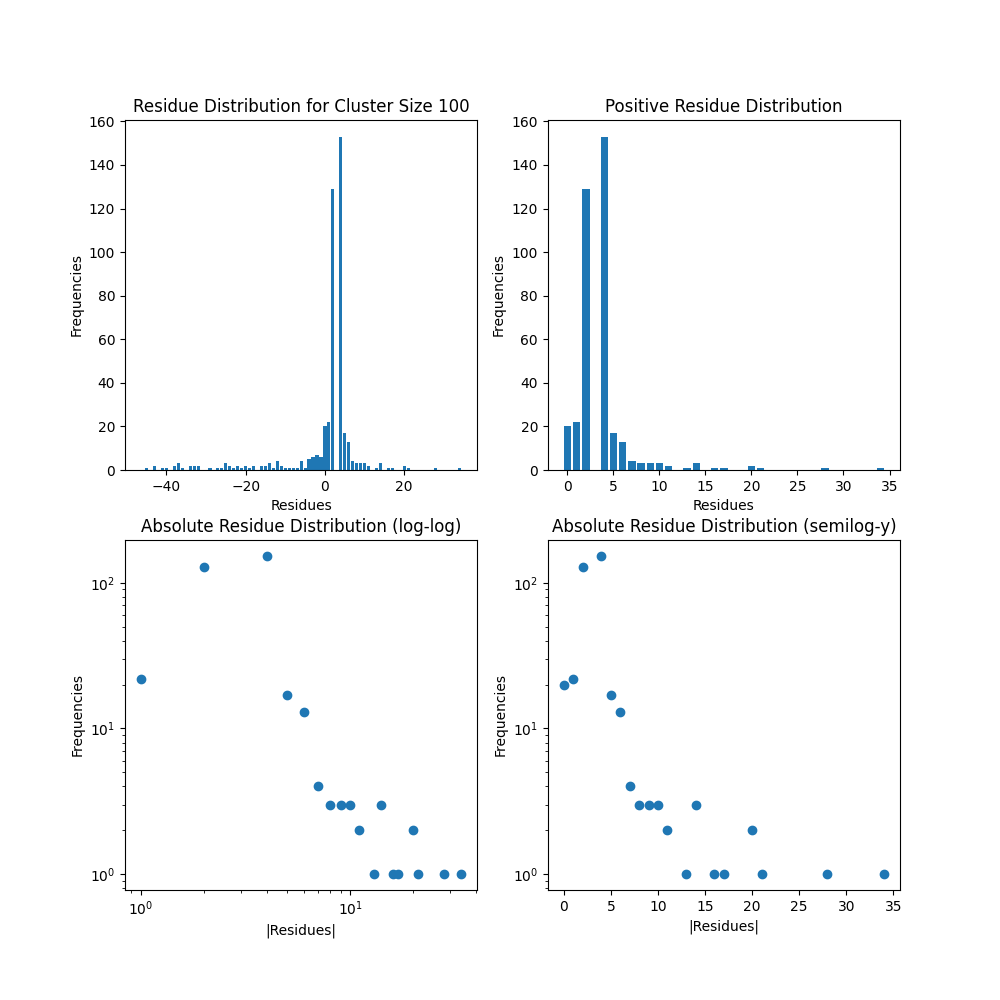 Residue Distribution for Cluster Size 100
160
140
120
100
80
60
40
20
0
Frequencies
−40 −20 0 20
Residues
Positive Residue Distribution
160
140
120
100
80
60
40
20
0
Frequencies
0 5 10 15 20 25 30 35
Residues
Absolute Residue Distribution (log-log)
10²
10¹
10⁰
Frequencies
10⁰ 10¹
|Residues|
Absolute Residue Distribution (semilog-y)
10²
10¹
10⁰
Frequencies
0 5 10 15 20 25 30 35
|Residues|